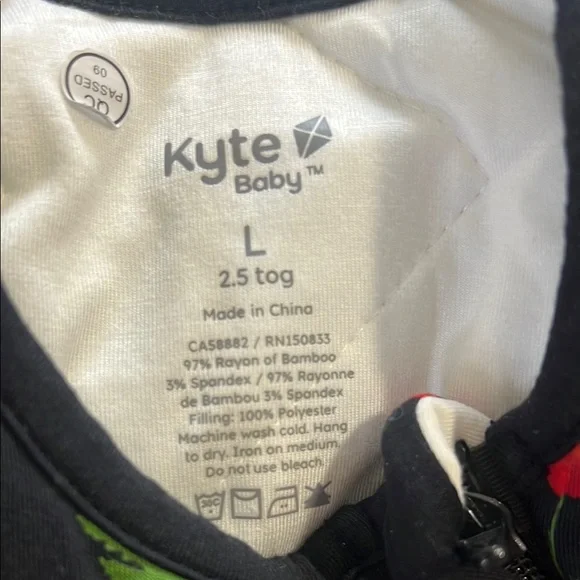 QC
PASSED
09
Kyte
Baby™
L
2.5 tog
Made in China
CA58882 / RN150833
97% Rayon of Bamboo
3% Spandex / 97% Rayonne
de Bambou 3% Spandex
Filling: 100% Polyester
Machine wash cold. Hang
to dry. Iron on medium.
Do not use bleach.
30C